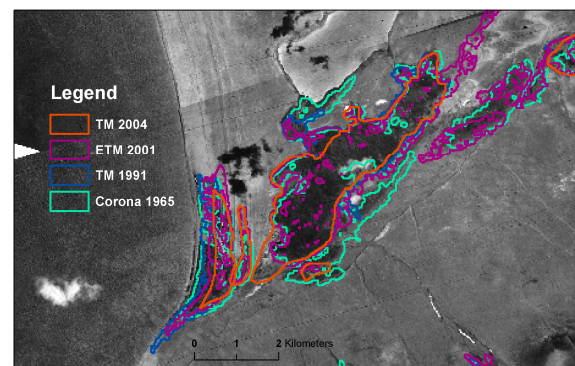 Legend
TM 2004
ETM 2001
TM 1991
Corona 1965
0 1 2 Kilometers